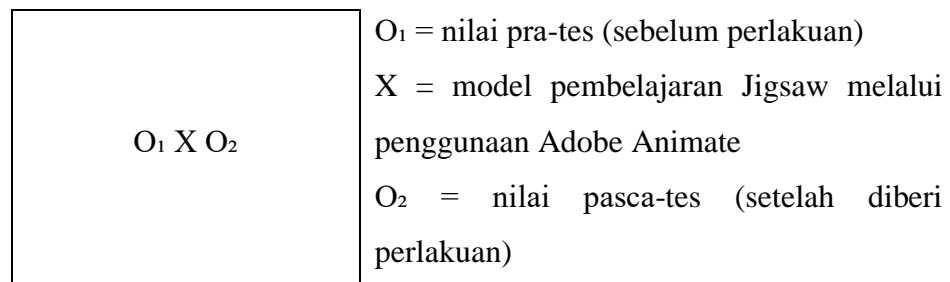 O₁ X O₂
O₁ = nilai pra-tes (sebelum perlakuan)
X = model pembelajaran Jigsaw melalui
penggunaan Adobe Animate
O₂ = nilai pasca-tes (setelah diberi
perlakuan)